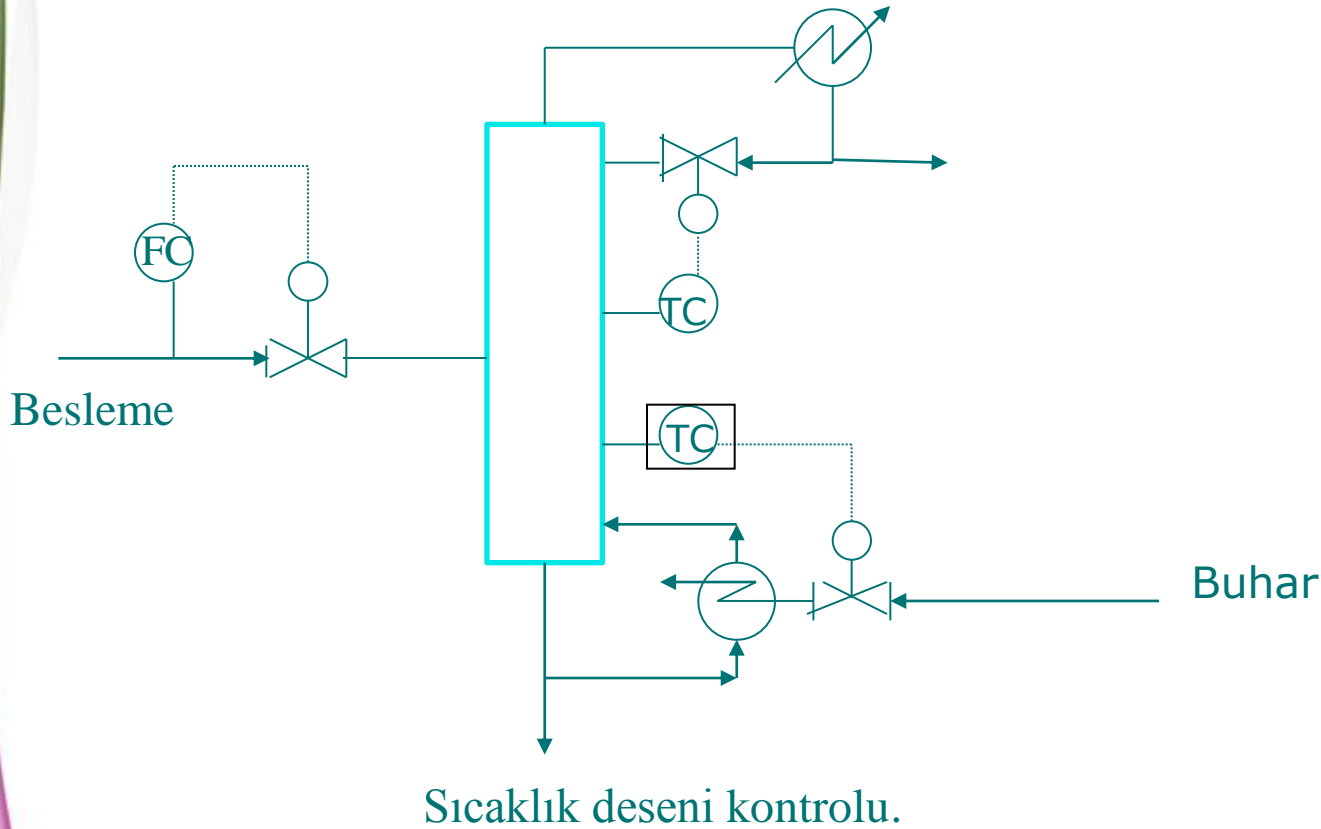 FC
TC
Besleme
TC
Buhar
Sıcaklık deseni kontrolu.